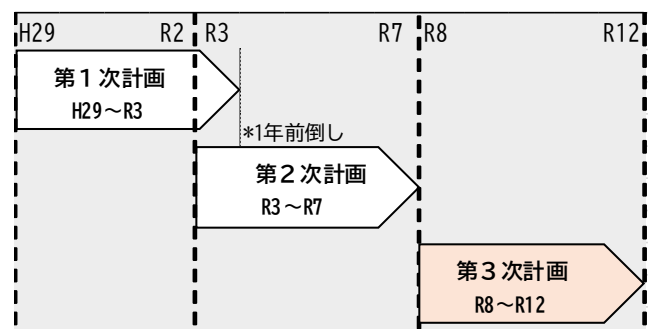 H29 R2 R3 R7 R8 R12
第１次計画
H29～R3
*1年前倒し
第２次計画
R3～R7
第３次計画
R8～R12